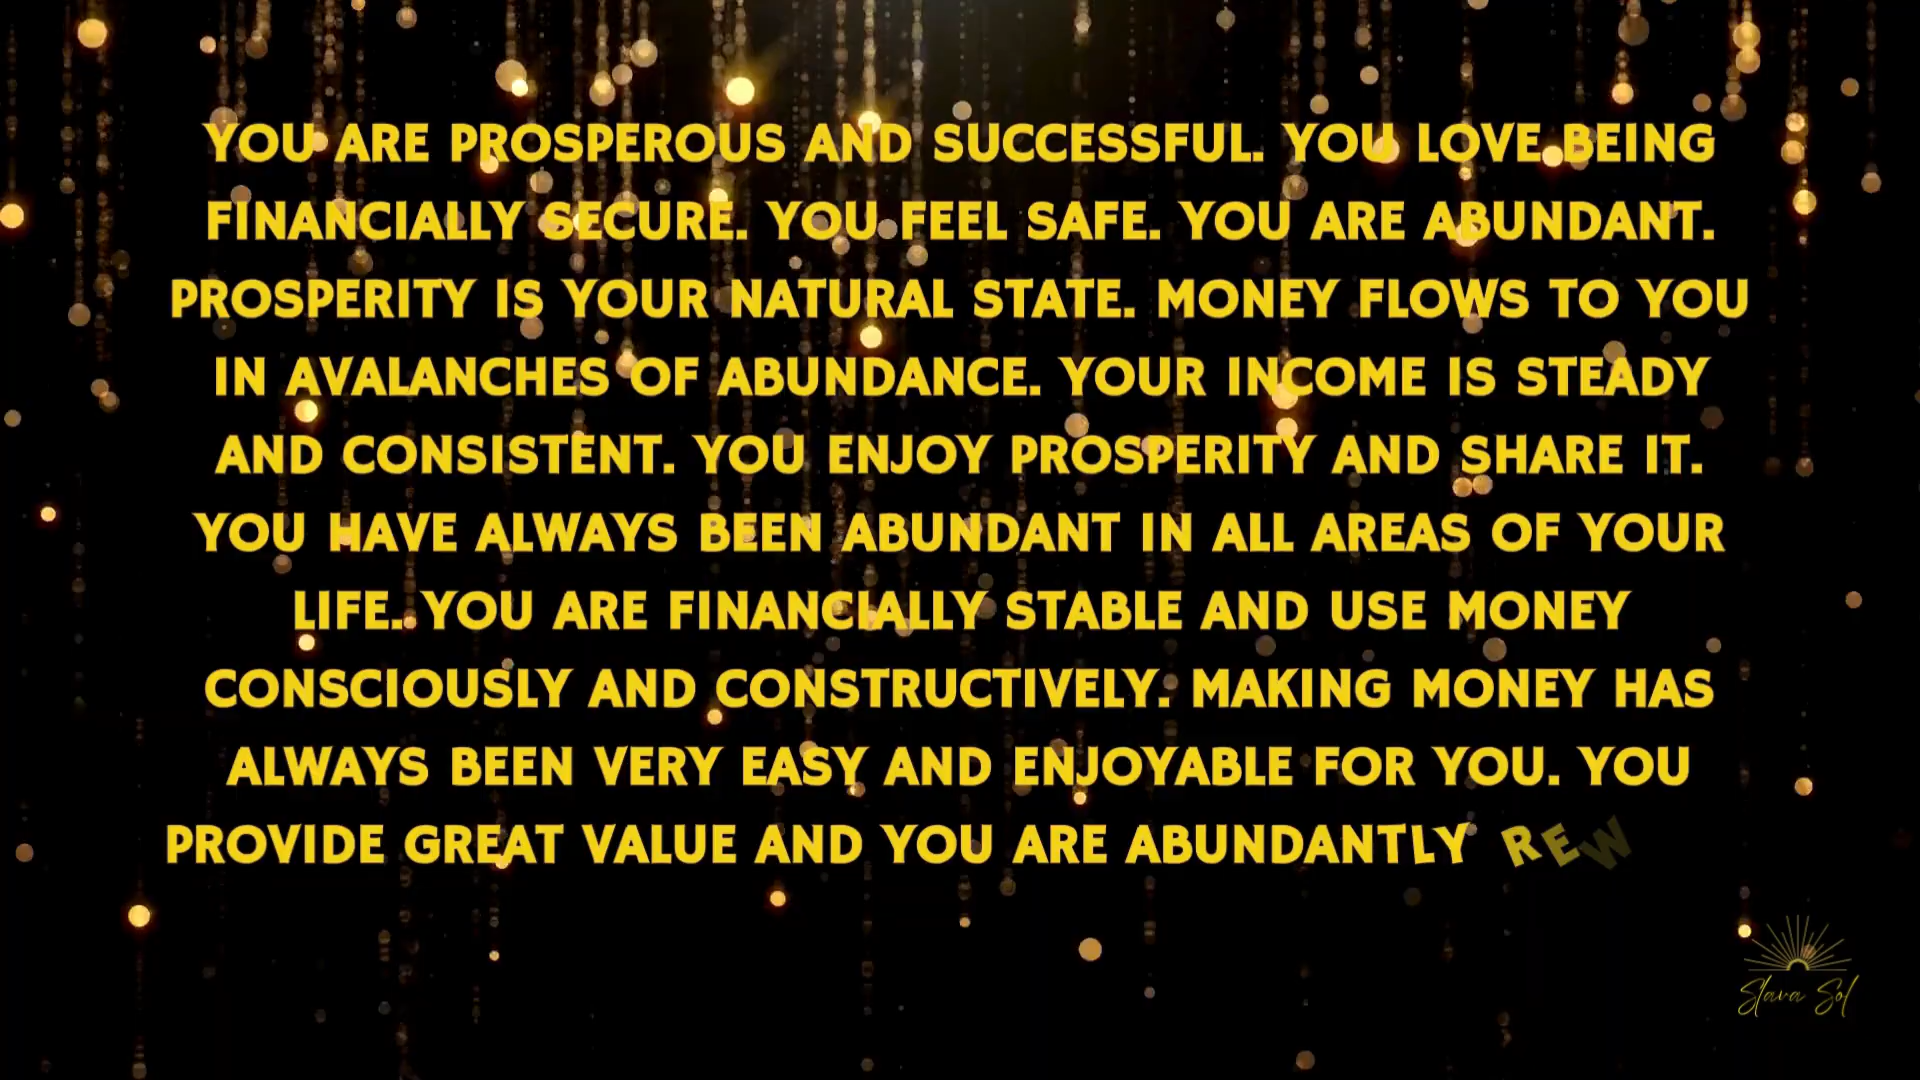 YOU ARE PROSPEROUS AND SUCCESSFUL. YOU LOVE BEING
FINANCIALLY SECURE. YOU FEEL SAFE. YOU ARE ABUNDANT.
PROSPERITY IS YOUR NATURAL STATE. MONEY FLOWS TO YOU
IN AVALANCHES OF ABUNDANCE. YOUR INCOME IS STEADY
AND CONSISTENT. YOU ENJOY PROSPERITY AND SHARE IT.
YOU HAVE ALWAYS BEEN ABUNDANT IN ALL AREAS OF YOUR
LIFE. YOU ARE FINANCIALLY STABLE AND USE MONEY
CONSCIOUSLY AND CONSTRUCTIVELY. MAKING MONEY HAS
ALWAYS BEEN VERY EASY AND ENJOYABLE FOR YOU. YOU
PROVIDE GREAT VALUE AND YOU ARE ABUNDANTLY REW
Slava Sol